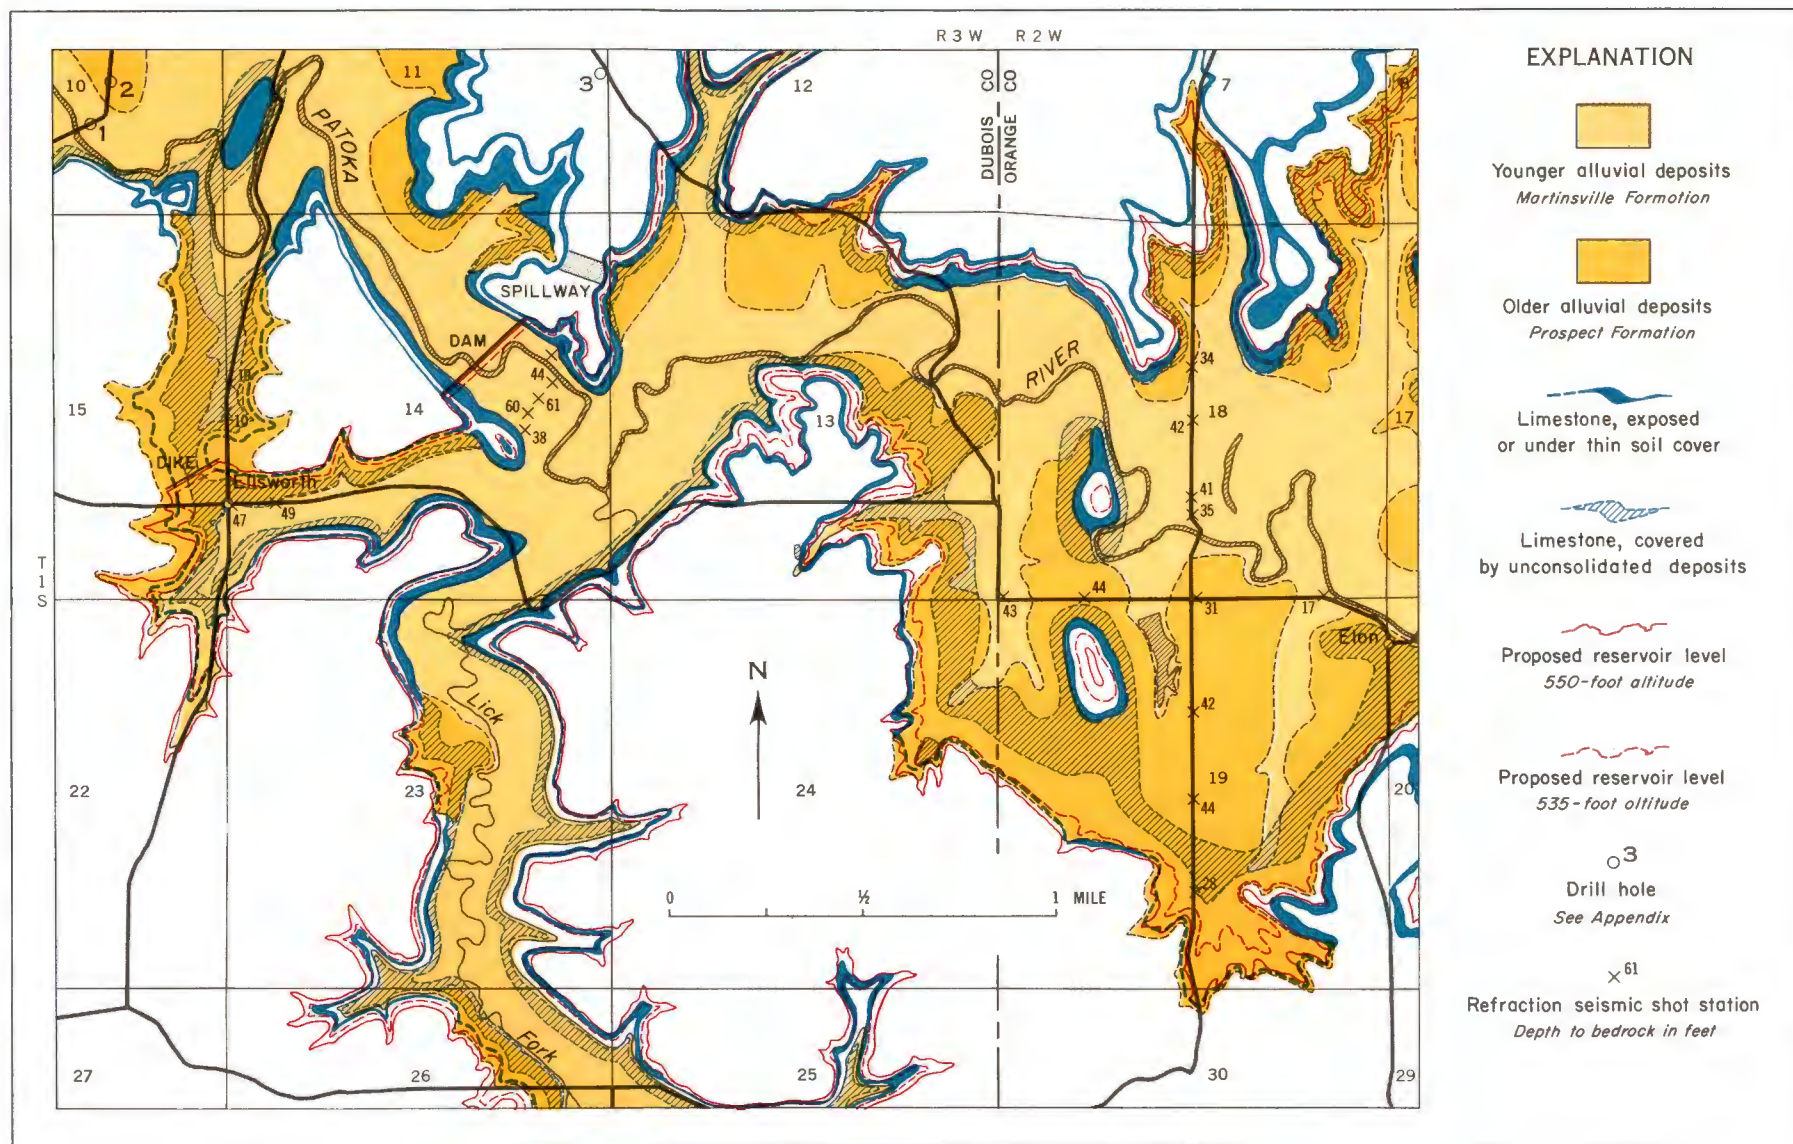 R 3 W R 2 W
10
2
1
11
3
12
7
8
PATOKA
DUBOIS CO
ORANGE CO
SPILLWAY
DAM
RIVER
34
44
61
60
38
15
14
13
18
42
17
10
DIKE
Ellsworth
47
49
41
35
T
1
S
43
44
31
17
Elon
Lick
N
42
22
23
24
19
20
44
28
0 ½ 1 MILE
Fork
27
26
25
30
29
EXPLANATION
Younger alluvial deposits
Martinsville Formation
Older alluvial deposits
Prospect Formation
Limestone, exposed
or under thin soil cover
Limestone, covered
by unconsolidated deposits
Proposed reservoir level
550-foot altitude
Proposed reservoir level
535-foot altitude
3
Drill hole
See Appendix
61
Refraction seismic shot station
Depth to bedrock in feet